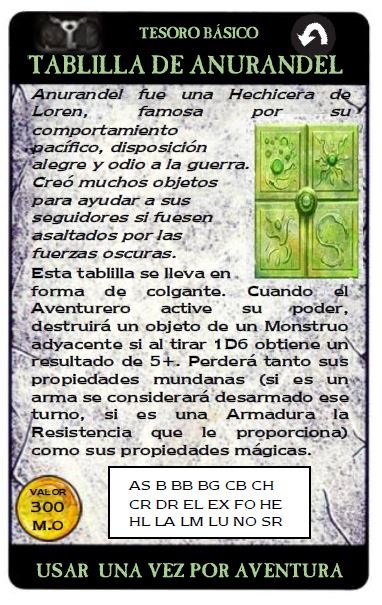 TESORO BÁSICO
TABLILLA DE ANURANDEL
Anurandel fue una Hechicera de
Loren, famosa por su
comportamiento
pacífico, disposición
alegre y odio a la guerra.
Creó muchos objetos
para ayudar a sus
seguidores si fuesen
asaltados por las
fuerzas oscuras.
Esta tablilla se lleva en
forma de colgante. Cuando el
Aventurero active su poder,
destruirá un objeto de un Monstruo
adyacente si al tirar 1D6 obtiene un
resultado de 5+. Perderá tanto sus
propiedades mundanas (si es un
arma se considerará desarmado ese
turno, si es una Armadura la
Resistencia que le proporciona)
como sus propiedades mágicas.
VALOR
300
M.O
AS B BB BG CB CH
CR DR EL EX FO HE
HL LA LM LU NO SR
USAR UNA VEZ POR AVENTURA